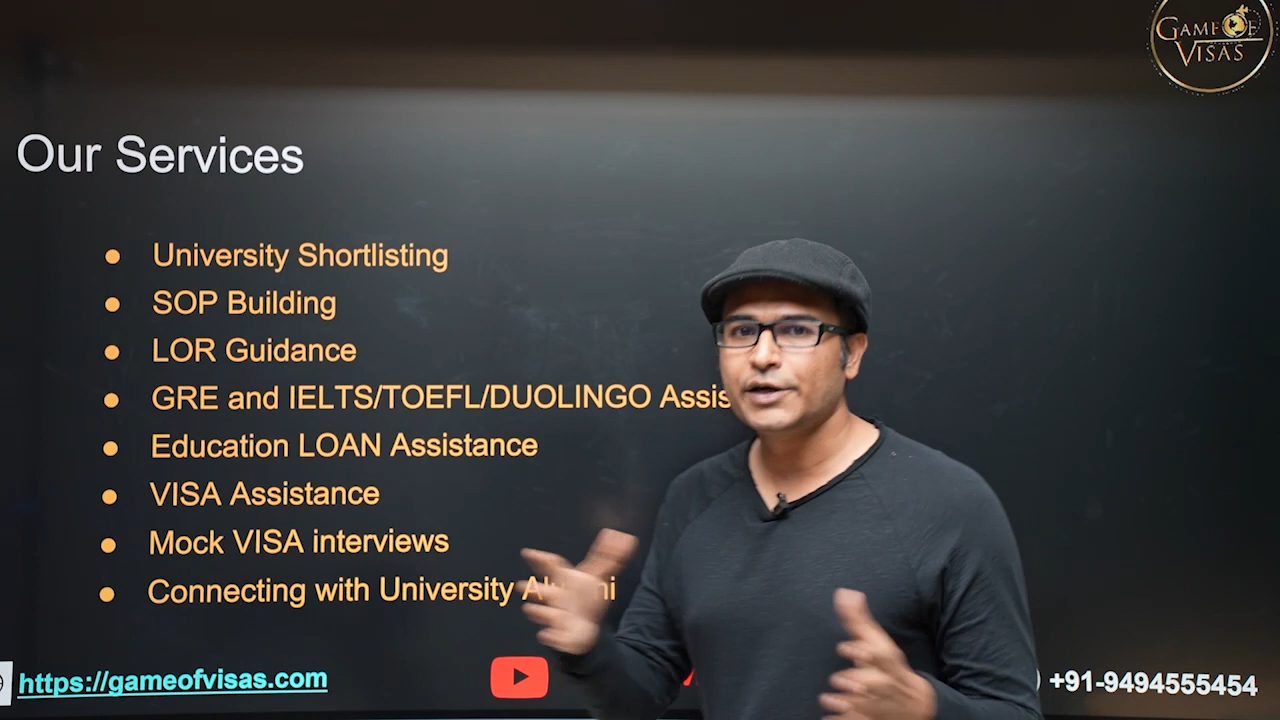 GAME OF
VISAS
Our Services
University Shortlisting
SOP Building
LOR Guidance
GRE and IELTS/TOEFL/DUOLINGO
Education LOAN Assistance
VISA Assistance
Mock VISA interviews
Connecting with University
https://gameofvisas.com
+91-9494555454